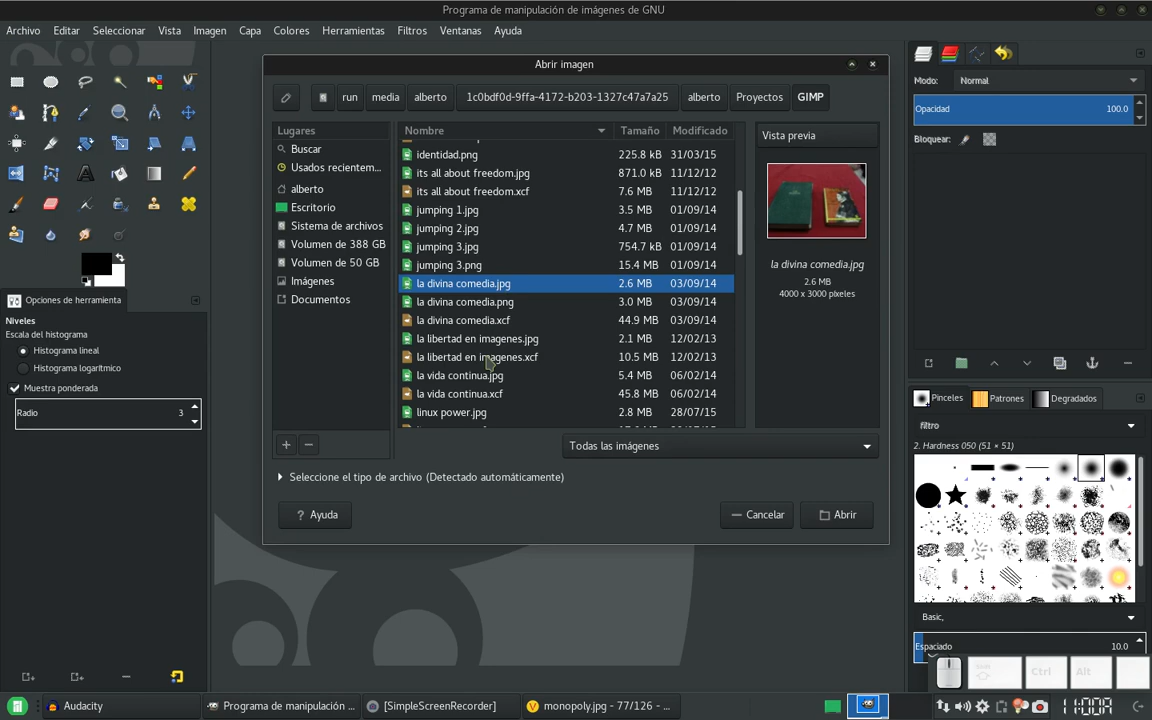 Programa de manipulación de imágenes de GNU
Archivo Editar Seleccionar Vista Imagen Capa Colores Herramientas Filtros Ventanas Ayuda
Abrir imagen
run media alberto 1c0bdf0d-9ffa-4172-b203-1327c47a7a25 alberto Proyectos GIMP
Lugares
Buscar
Usados recientem...
alberto
Escritorio
Sistema de archivos
Volumen de 388 GB
Volumen de 50 GB
Imágenes
Documentos
Nombre Tamaño Modificado
identidad.png 225.8 kB 31/03/15
its all about freedom.jpg 871.0 kB 11/12/12
its all about freedom.xcf 7.6 MB 11/12/12
jumping 1.jpg 3.5 MB 01/09/14
jumping 2.jpg 4.7 MB 01/09/14
jumping 3.jpg 754.7 kB 01/09/14
jumping 3.png 15.4 MB 01/09/14
la divina comedia.jpg 2.6 MB 03/09/14
la divina comedia.png 3.0 MB 03/09/14
la divina comedia.xcf 44.9 MB 03/09/14
la libertad en imagenes.jpg 2.1 MB 12/02/13
la libertad en imagenes.xcf 10.5 MB 12/02/13
la vida continua.jpg 5.4 MB 06/02/14
la vida continua.xcf 45.8 MB 06/02/14
linux power.jpg 2.8 MB 28/07/15
Vista previa
la divina comedia.jpg
2.6 MB
4000 x 3000 píxeles
Todas las imágenes
Seleccione el tipo de archivo (Detectado automáticamente)
Ayuda Cancelar Abrir
Opciones de herramienta
Niveles
Escala del histograma
Histograma lineal
Histograma logarítmico
Muestra ponderada
Radio 3
Modo: Normal
Opacidad 100.0
Bloquear:
Pinceles Patrones Degradados
filtro
2. Hardness 050 (51 × 51)
Basic,
Espaciado 10.0
Ctrl Alt
Audacity
Programa de manipulación ...
[SimpleScreenRecorder]
monopoly.jpg - 77/126 - ...